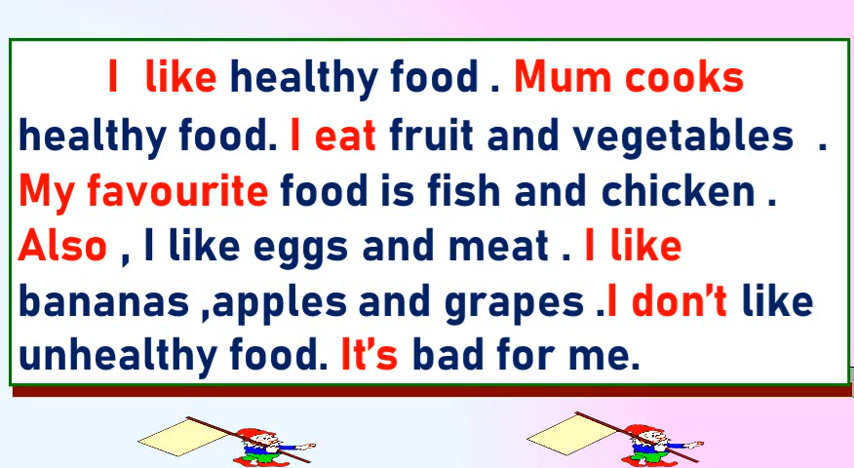 I like healthy food . Mum cooks
healthy food. I eat fruit and vegetables .
My favourite food is fish and chicken .
Also , I like eggs and meat . I like
bananas ,apples and grapes .I don't like
unhealthy food. It's bad for me.